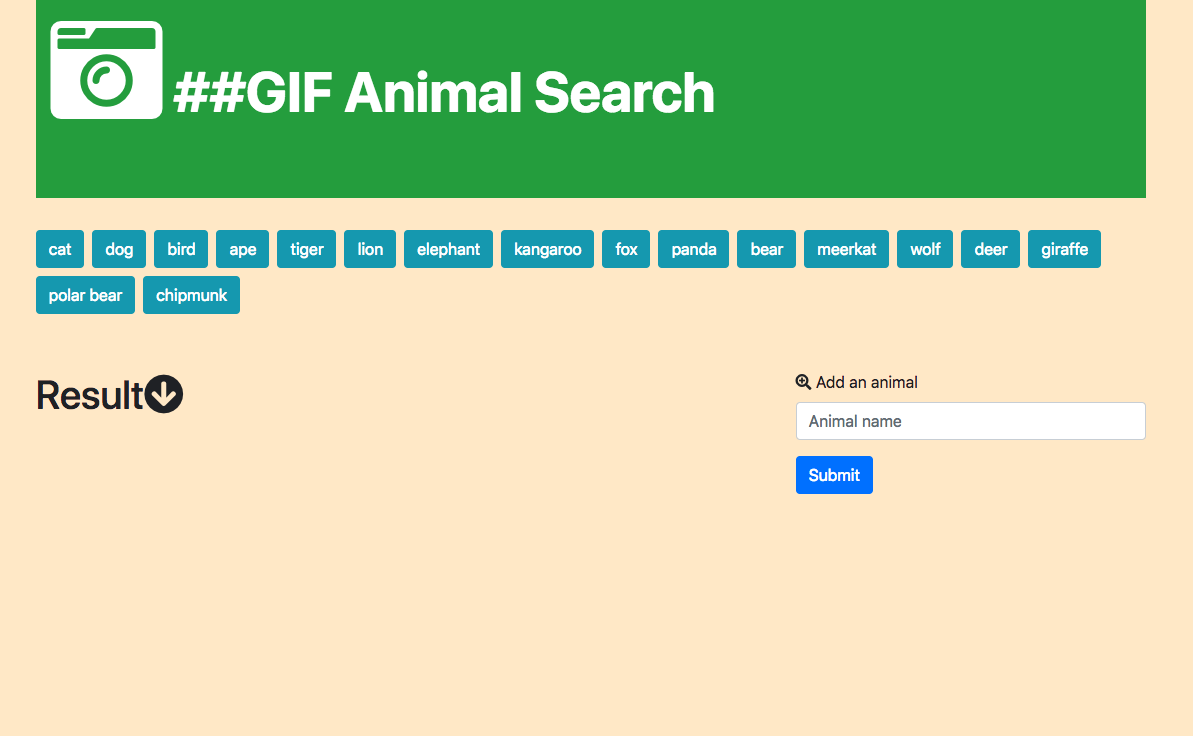 ##GIF Animal Search
cat dog bird ape tiger lion elephant kangaroo fox panda bear meerkat wolf deer giraffe
polar bear chipmunk
Result
Add an animal
Animal name
Submit